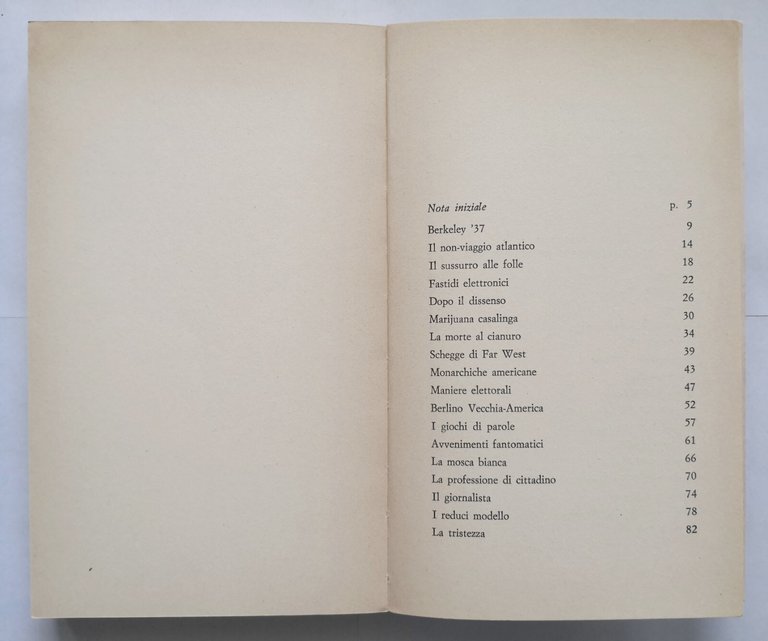 Nota iniziale p. 5
Berkeley '37 9
Il non-viaggio atlantico 14
Il sussurro alle folle 18
Fastidi elettronici 22
Dopo il dissenso 26
Marijuana casalinga 30
La morte al cianuro 34
Schegge di Far West 39
Monarchiche americane 43
Maniere elettorali 47
Berlino Vecchia-America 52
I giochi di parole 57
Avvenimenti fantomatici 61
La mosca bianca 66
La professione di cittadino 70
Il giornalista 74
I reduci modello 78
La tristezza 82